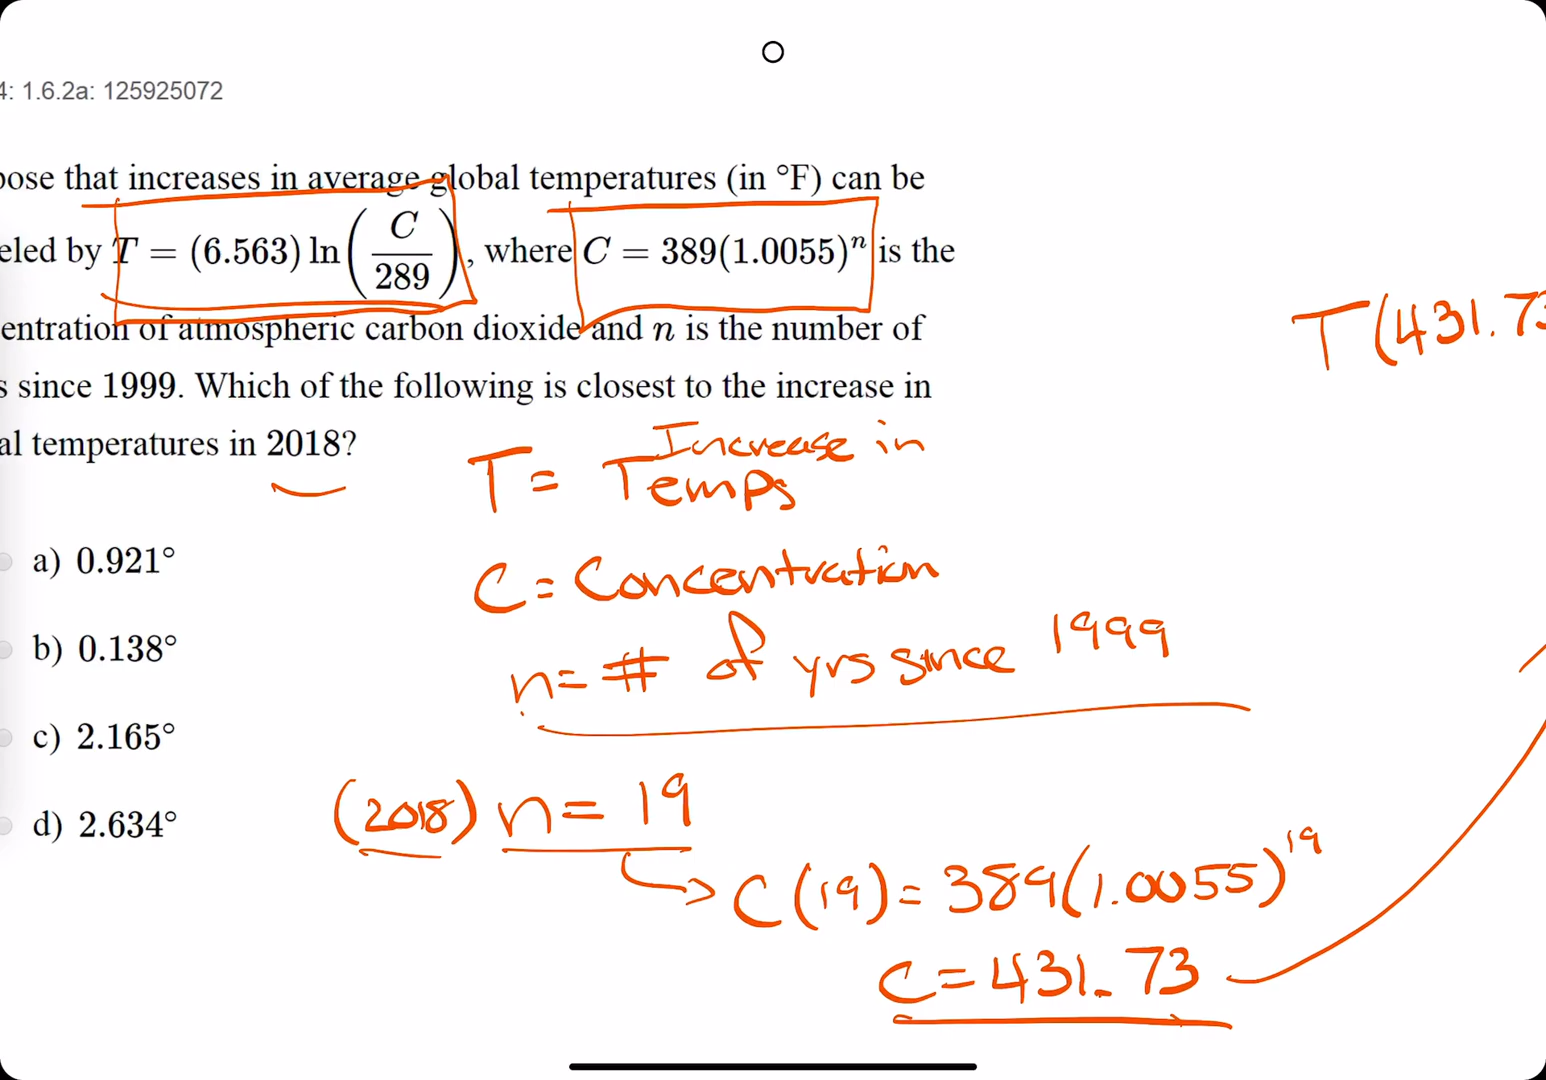 4: 1.6.2a: 125925072
pose that increases in average global temperatures (in °F) can be
eled by T = (6.563) ln(C/289), where C = 389(1.0055)^n is the
entration of atmospheric carbon dioxide and n is the number of
s since 1999. Which of the following is closest to the increase in
al temperatures in 2018?
a) 0.921°
b) 0.138°
c) 2.165°
d) 2.634°
T(431.73
T = Increase in Temps
C = Concentration
n = # of yrs since 1999
(2018) n = 19
C(19) = 389(1.0055)^19
C = 431.73